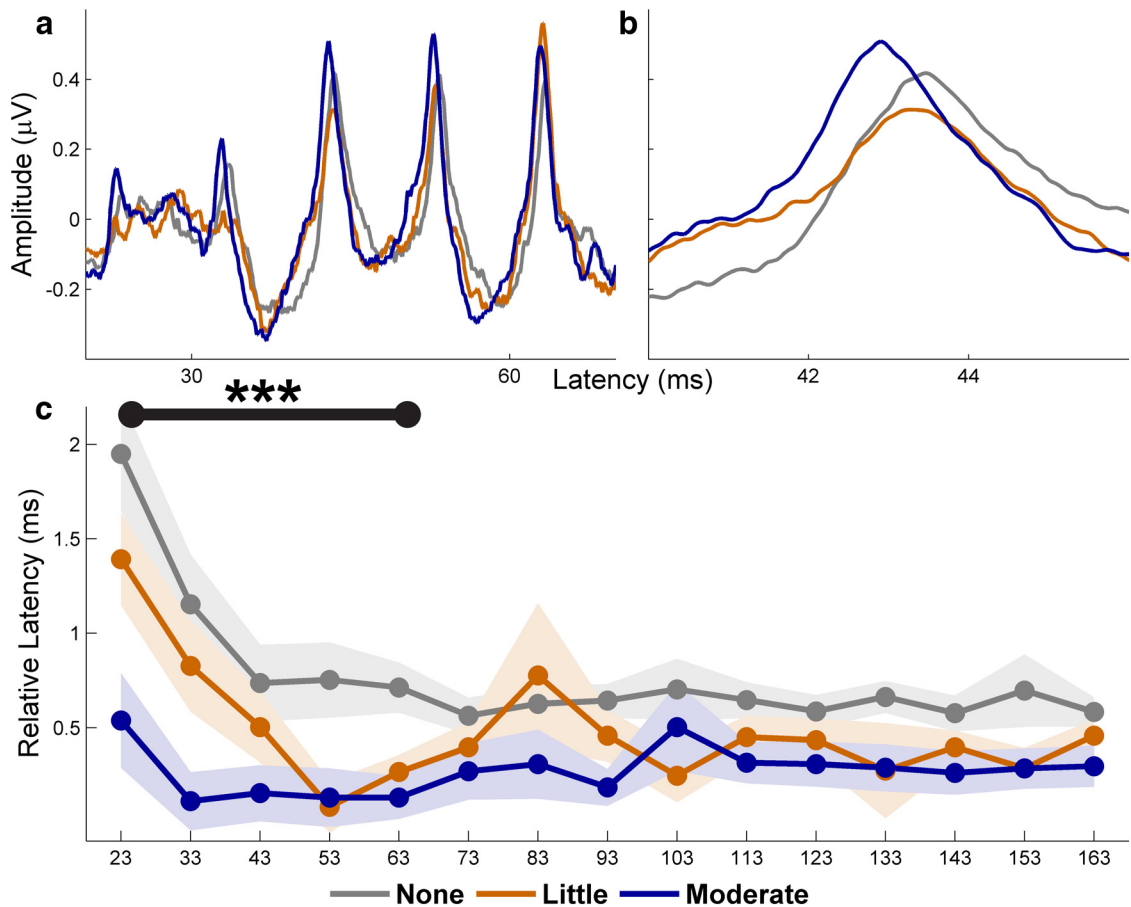 a
b
Amplitude (μV)
0.4
0.2
0
-0.2
30
60
Latency (ms)
42
44
c
***
Relative Latency (ms)
2
1.5
1
0.5
23 33 43 53 63 73 83 93 103 113 123 133 143 153 163
None Little Moderate